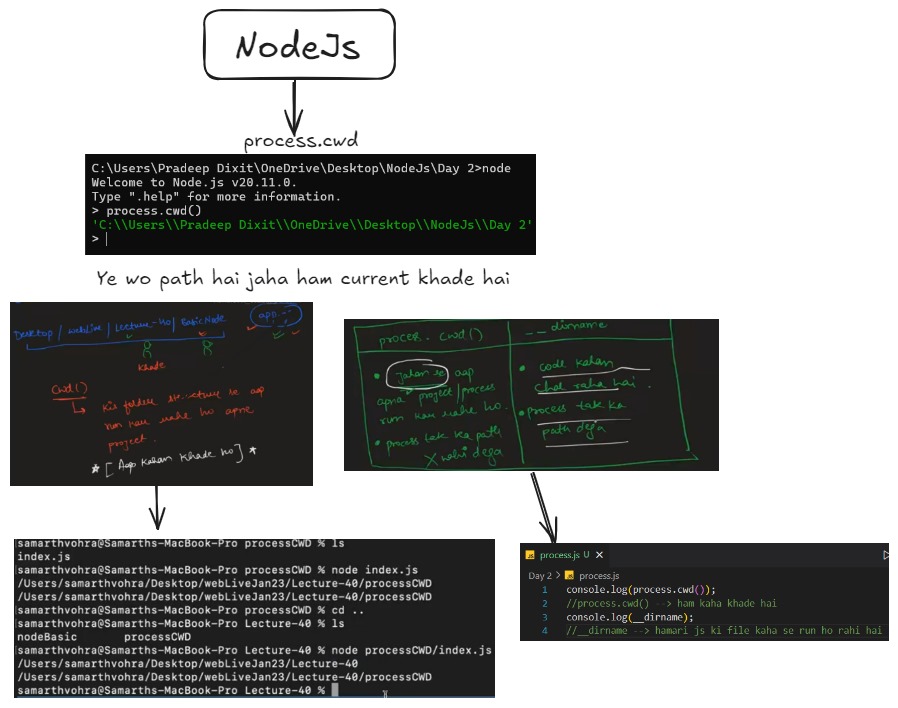 NodeJs
process.cwd
C:\Users\Pradeep Dixit\OneDrive\Desktop\NodeJs\Day 2>node
Welcome to Node.js v20.11.0.
Type ".help" for more information.
> process.cwd()
'C:\\Users\\Pradeep Dixit\\OneDrive\\Desktop\\NodeJs\\Day 2'
>
Ye wo path hai jaha ham current khade hai
Desktop / webLive / Lecture-40 / BasicNode / app.
khade
cwd()
Kis folder structure se aap
run kar rahe ho apne
project.
* [ Aap Kahan Khade ho ] *
proces. cwd()
• Jahan se aap
apna project/process
run kar rahe ho.
• process tak ka path
X nahi dega
__dirname
• code kahan
chal raha hai.
• process tak ka
path dega
samarthvohra@Samarths-MacBook-Pro processCWD % ls
index.js
samarthvohra@Samarths-MacBook-Pro processCWD % node index.js
/Users/samarthvohra/Desktop/webLiveJan23/Lecture-40/processCWD
/Users/samarthvohra/Desktop/webLiveJan23/Lecture-40/processCWD
samarthvohra@Samarths-MacBook-Pro processCWD % cd ..
samarthvohra@Samarths-MacBook-Pro Lecture-40 % ls
nodeBasic processCWD
samarthvohra@Samarths-MacBook-Pro Lecture-40 % node processCWD/index.js
/Users/samarthvohra/Desktop/webLiveJan23/Lecture-40
/Users/samarthvohra/Desktop/webLiveJan23/Lecture-40/processCWD
samarthvohra@Samarths-MacBook-Pro Lecture-40 %
process.js U X
Day 2 > process.js
1 console.log(process.cwd());
2 //process.cwd() --> ham kaha khade hai
3 console.log(__dirname);
4 //__dirname --> hamari js ki file kaha se run ho rahi hai